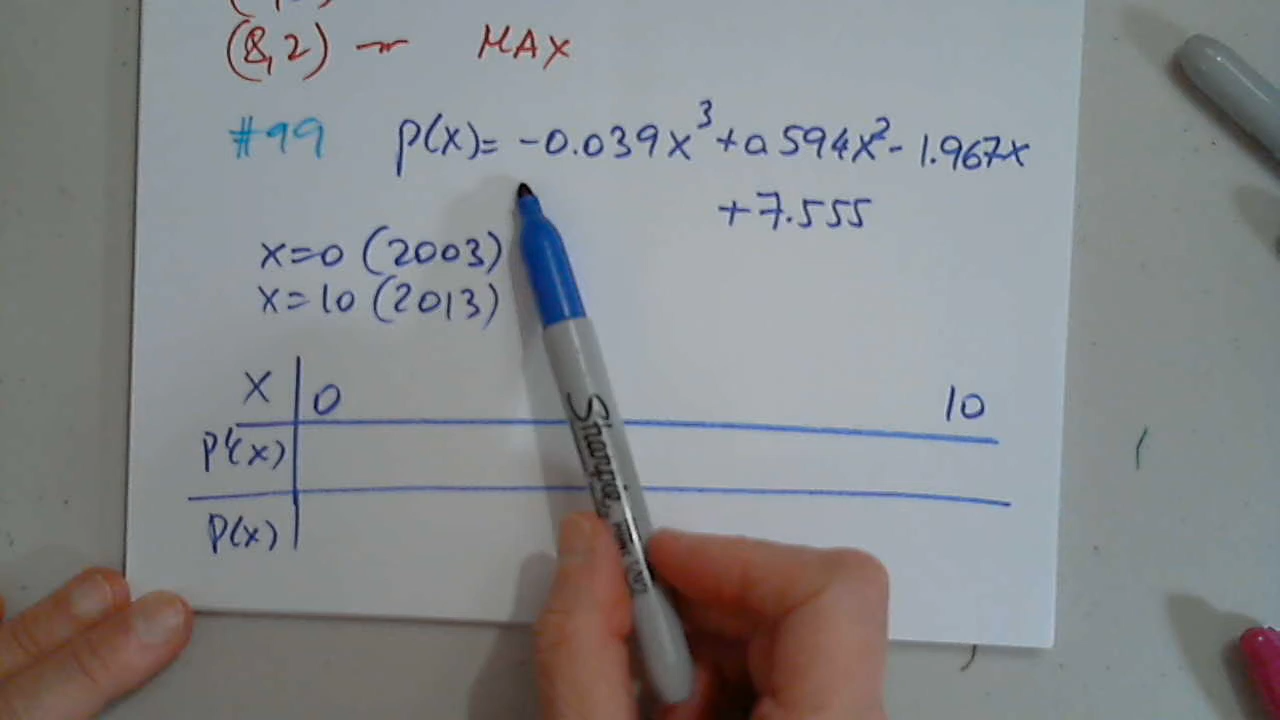 (8,2) MAX
#99 P(x)= -0.039x³+0.594x²-1.967x
+7.555
x=0 (2003)
x=10 (2013)
X 0 10
P'(x)
P(x)
Sharpie